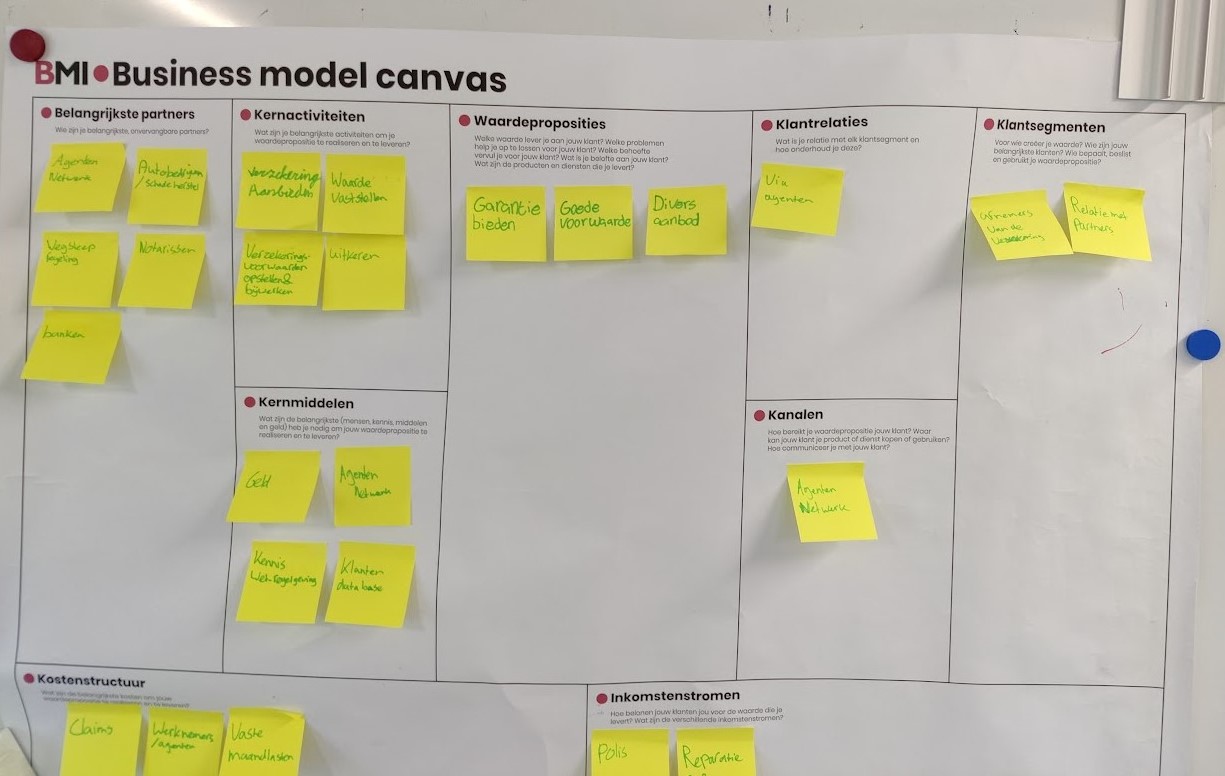 BMI Business model canvas
Belangrijkste partners
Wie zijn je belangrijkste, onvervangbare partners?
Agenten
Netwerk
Autobedrijven
/schadeherstel
Wegsleep
regeling
Notarissen
banken
Kernactiviteiten
Wat zijn je belangrijkste activiteiten om je
waardepropositie te realiseren en te leveren?
verzekering
Aanbieden
Waarde
Vaststellen
Verzekerings-
voorwaarden
opstellen &
bijwerken
Uitkeren
Kernmiddelen
Wat zijn de belangrijkste (mensen, kennis, middelen
en geld) heb je nodig om jouw waardepropositie te
realiseren en te leveren?
Geld
Agenten
Netwerk
Kennis
Wet-regelgeving
Klanten
database
Waardeproposities
Welke waarde lever je aan jouw klant? Welke problemen
help je op te lossen voor jouw klant? Welke behoefte
vervul je voor jouw klant? Wat is je belofte aan jouw klant?
Wat zijn de producten en diensten die je levert?
Garantie
bieden
Goede
voorwaarde
Divers
aanbod
Klantrelaties
Wat is je relatie met elk klantsegment en
hoe onderhoud je deze?
Via
agenten
Kanalen
Hoe bereikt je waardepropositie jouw klant? Waar
kan jouw klant je product of dienst kopen of gebruiken?
Hoe communiceer je met jouw klant?
Agenten
Netwerk
Klantsegmenten
Voor wie creëer je waarde? Wie zijn jouw
belangrijkste klanten? Wie bepaalt, beslist
en gebruikt je waardepropositie?
afnemers
van de
verzekering
Relatie met
Partners
Kostenstructuur
Wat zijn de belangrijkste kosten om jouw
waardepropositie te realiseren en te leveren?
Claims
Werknemers
/agenten
Vaste
maandlasten
Inkomstenstromen
Hoe belonen jouw klanten jou voor de waarde die je
levert? Wat zijn de verschillende inkomstenstromen?
Polis
Reparatie